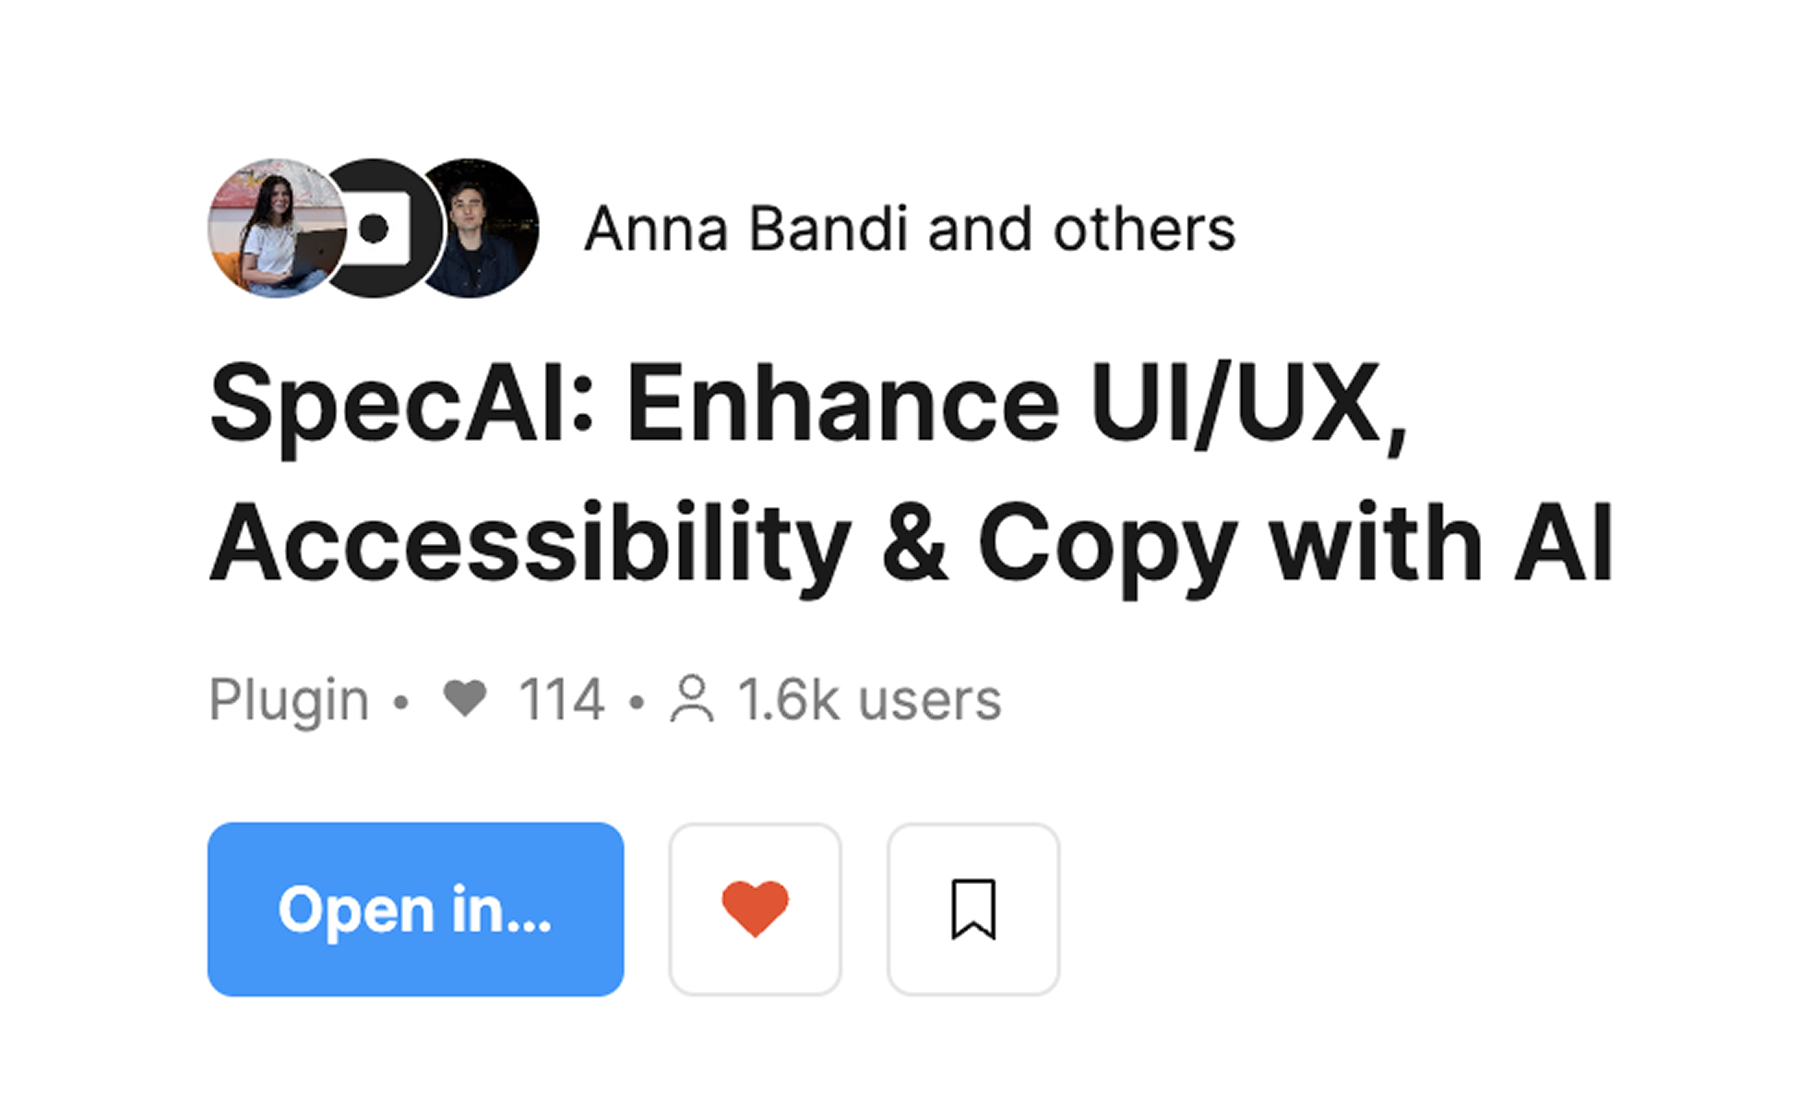 Anna Bandi and others
SpecAI: Enhance UI/UX,
Accessibility & Copy with AI
Plugin • 114 • 1.6k users
Open in...